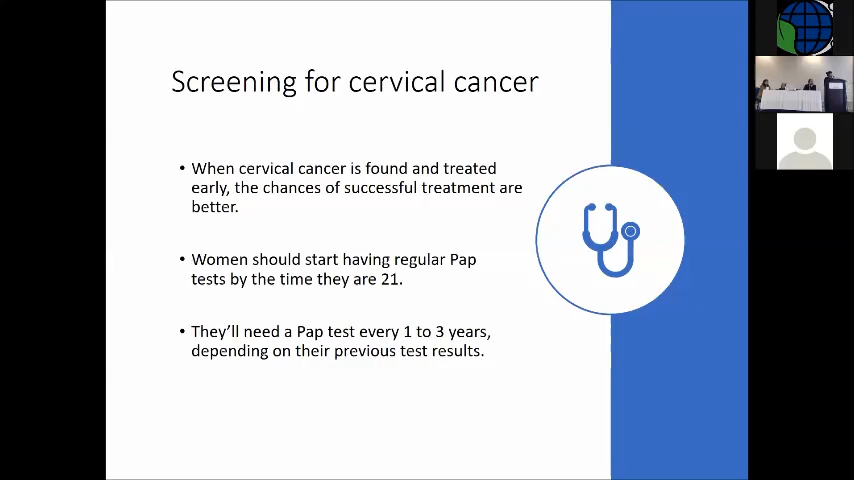 Screening for cervical cancer
• When cervical cancer is found and treated
early, the chances of successful treatment are
better.
• Women should start having regular Pap
tests by the time they are 21.
• They’ll need a Pap test every 1 to 3 years,
depending on their previous test results.